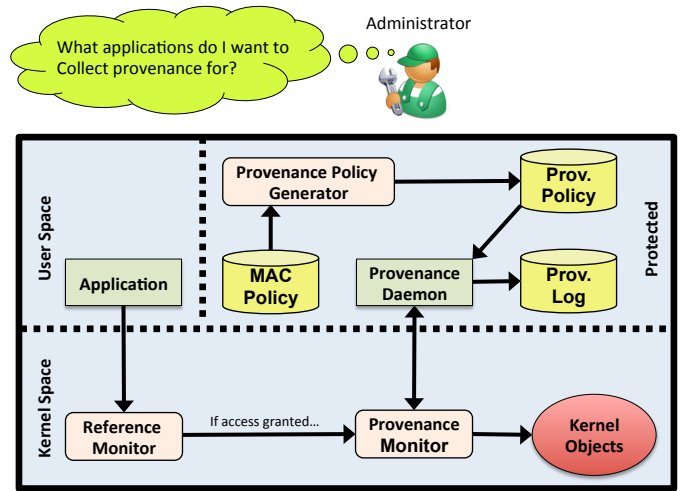 Administrator
What applications do I want to
Collect provenance for?
User Space
Provenance Policy
Generator
Prov.
Policy
Protected
Application
MAC
Policy
Provenance
Daemon
Prov.
Log
Kernel Space
Reference
Monitor
If access granted...
Provenance
Monitor
Kernel
Objects